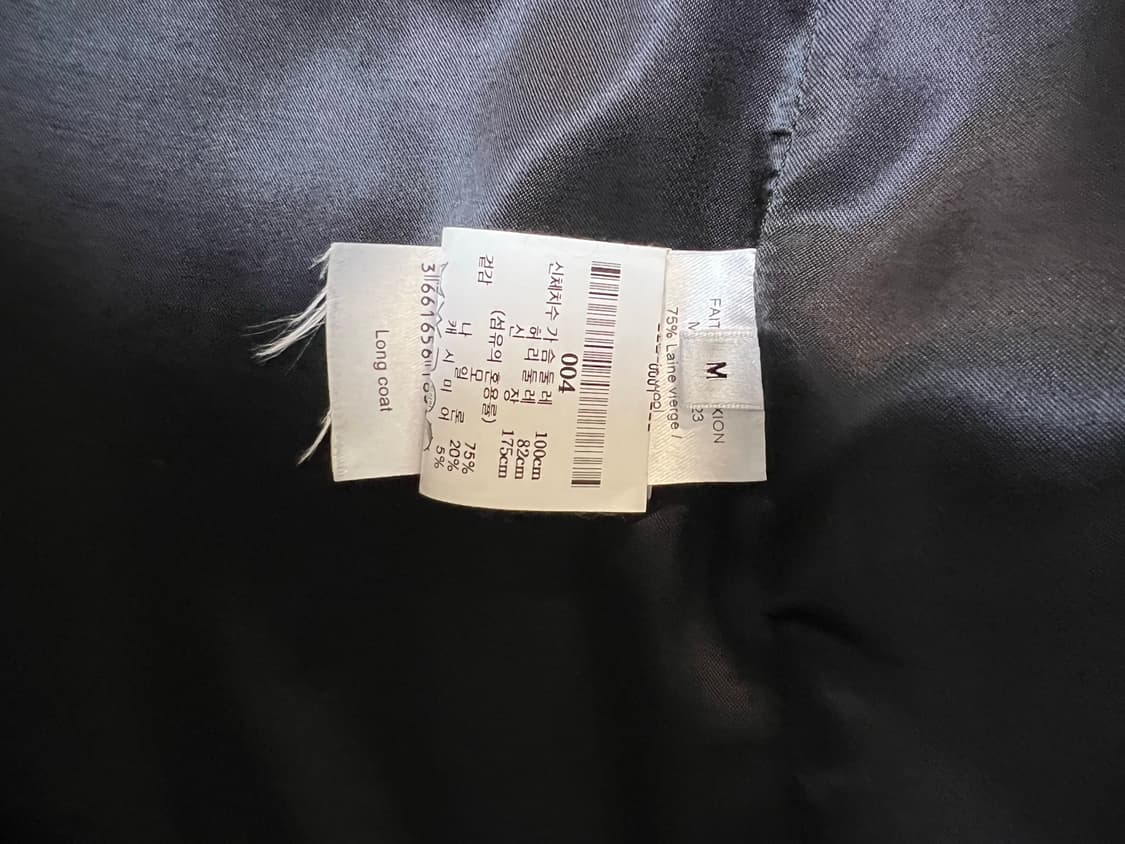 FAIT
M
75% Laine vierge /
004
신체치수 가슴둘레 100cm
허리둘레 82cm
신장 175cm
겉감 (섬유의 혼용률)
모 75%
나일론 20%
캐시미어 5%
Long coat